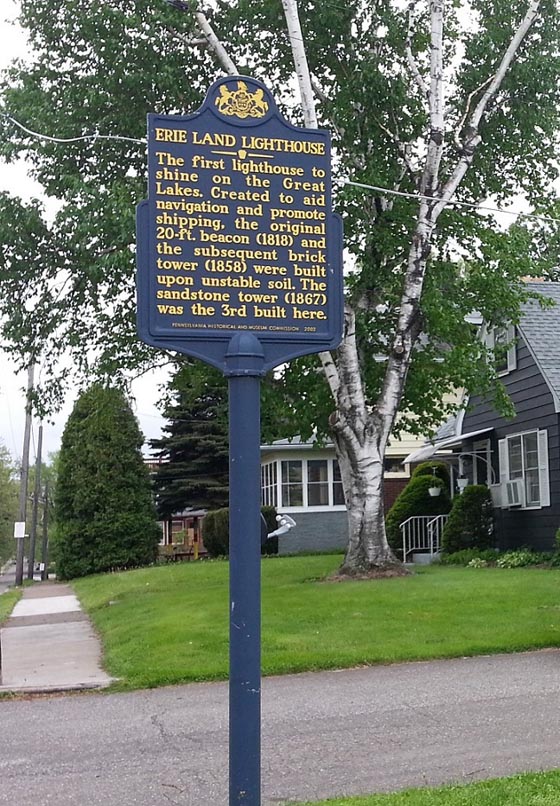 ERIE LAND LIGHTHOUSE
The first lighthouse to
shine on the Great
Lakes. Created to aid
navigation and promote
shipping, the original
20-ft. beacon (1818) and
the subsequent brick
tower (1858) were built
upon unstable soil. The
sandstone tower (1867)
was the 3rd built here.
PENNSYLVANIA HISTORICAL AND MUSEUM COMMISSION 2002